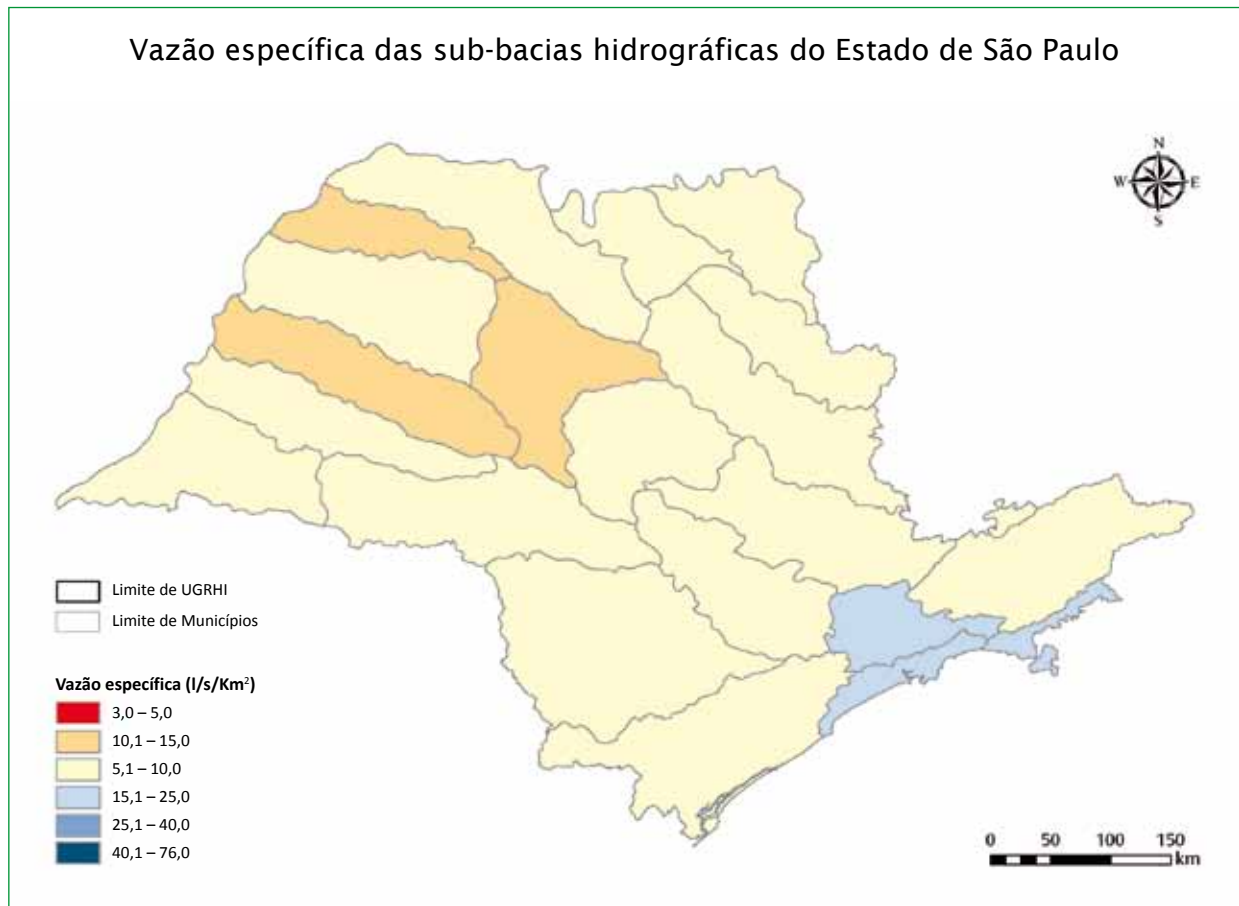 Vazão específica das sub-bacias hidrográficas do Estado de São Paulo
N
W E
S
Limite de UGRHI
Limite de Municípios
Vazão específica (l/s/Km²)
3,0 – 5,0
10,1 – 15,0
5,1 – 10,0
15,1 – 25,0
25,1 – 40,0
40,1 – 76,0
0 50 100 150
km